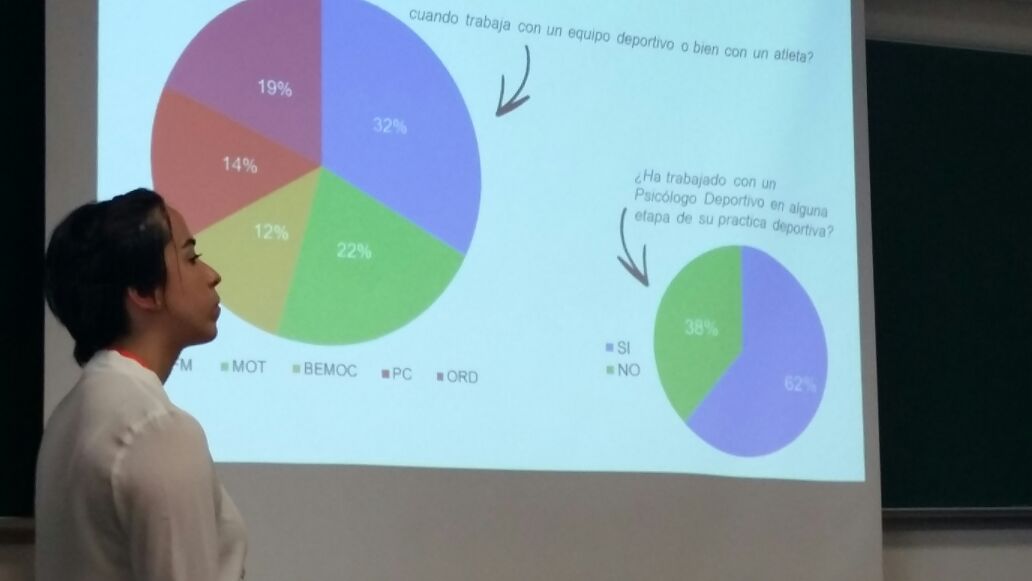 cuando trabaja con un equipo deportivo o bien con un atleta?
19%
32%
14%
12%
22%
MOT BEMOC PC ORD
¿Ha trabajado con un
Psicólogo Deportivo en alguna
etapa de su practica deportiva?
38%
SI
NO
62%